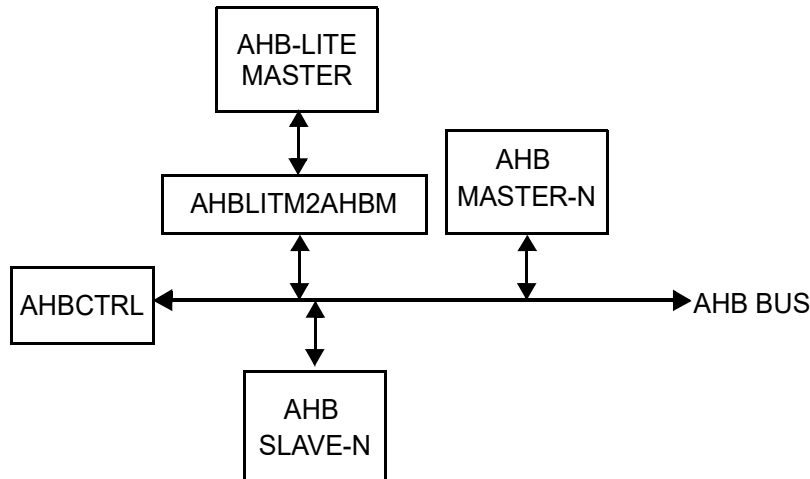 AHB-LITE
MASTER
AHB
MASTER-N
AHBLITM2AHBM
AHBCTRL
AHB BUS
AHB
SLAVE-N